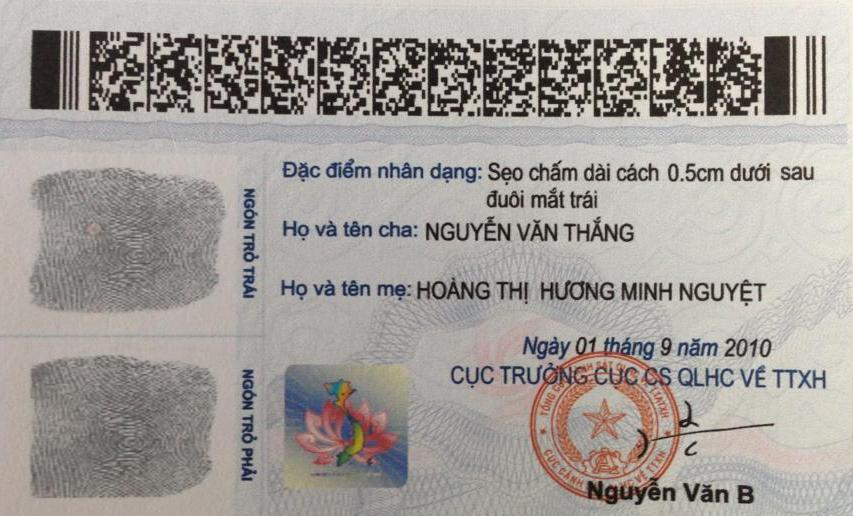 Đặc điểm nhân dạng: Sẹo chấm dài cách 0.5cm dưới sau
đuôi mắt trái
Họ và tên cha: NGUYỄN VĂN THẮNG
Họ và tên mẹ: HOÀNG THỊ HƯƠNG MINH NGUYỆT
NGÓN TRỎ TRÁI
NGÓN TRỎ PHẢI
Ngày 01 tháng 9 năm 2010
CỤC TRƯỞNG CỤC CS QLHC VỀ TTXH
Nguyễn Văn B